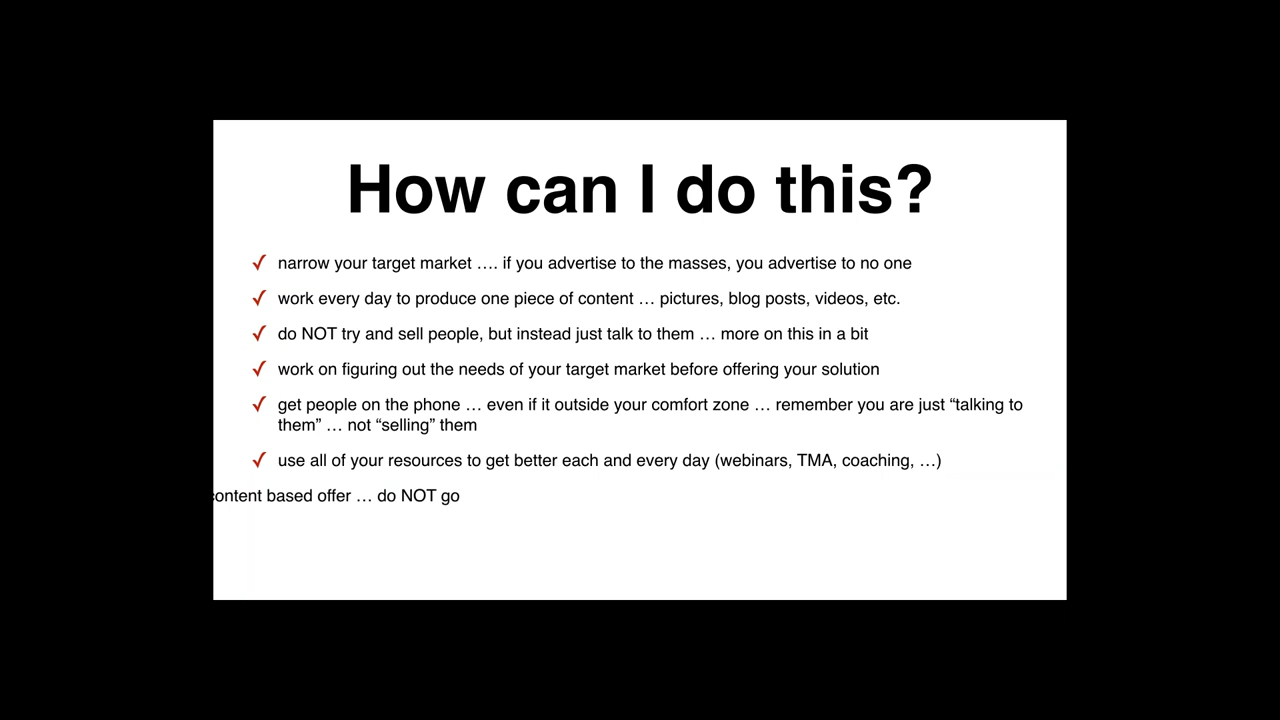 How can I do this?
✓ narrow your target market .... if you advertise to the masses, you advertise to no one
✓ work every day to produce one piece of content … pictures, blog posts, videos, etc.
✓ do NOT try and sell people, but instead just talk to them … more on this in a bit
✓ work on figuring out the needs of your target market before offering your solution
✓ get people on the phone … even if it outside your comfort zone … remember you are just “talking to
them” … not “selling” them
✓ use all of your resources to get better each and every day (webinars, TMA, coaching, …)
content based offer … do NOT go